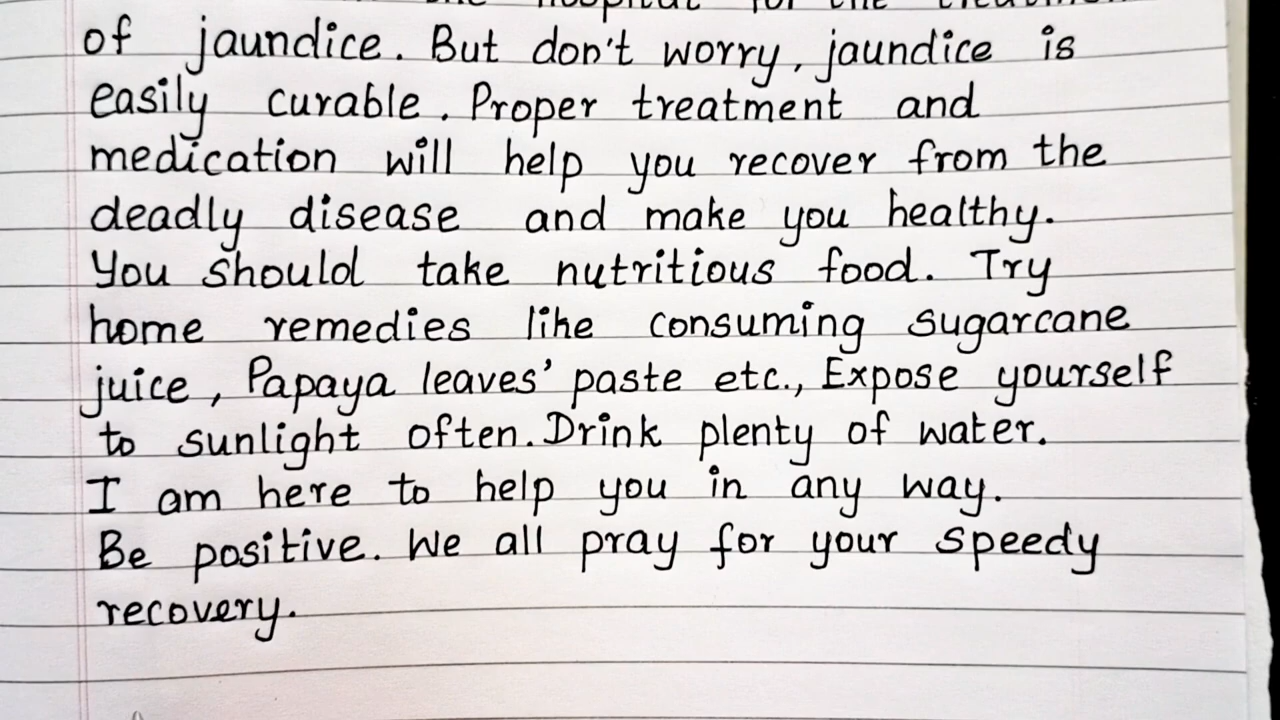 hospital for the
of jaundice. But don't worry, jaundice is
easily curable. Proper treatment and
medication will help you recover from the
deadly disease and make you healthy.
You should take nutritious food. Try
home remedies like consuming sugarcane
juice, Papaya leaves' paste etc., Expose yourself
to sunlight often. Drink plenty of water.
I am here to help you in any way.
Be positive. We all pray for your speedy
recovery.